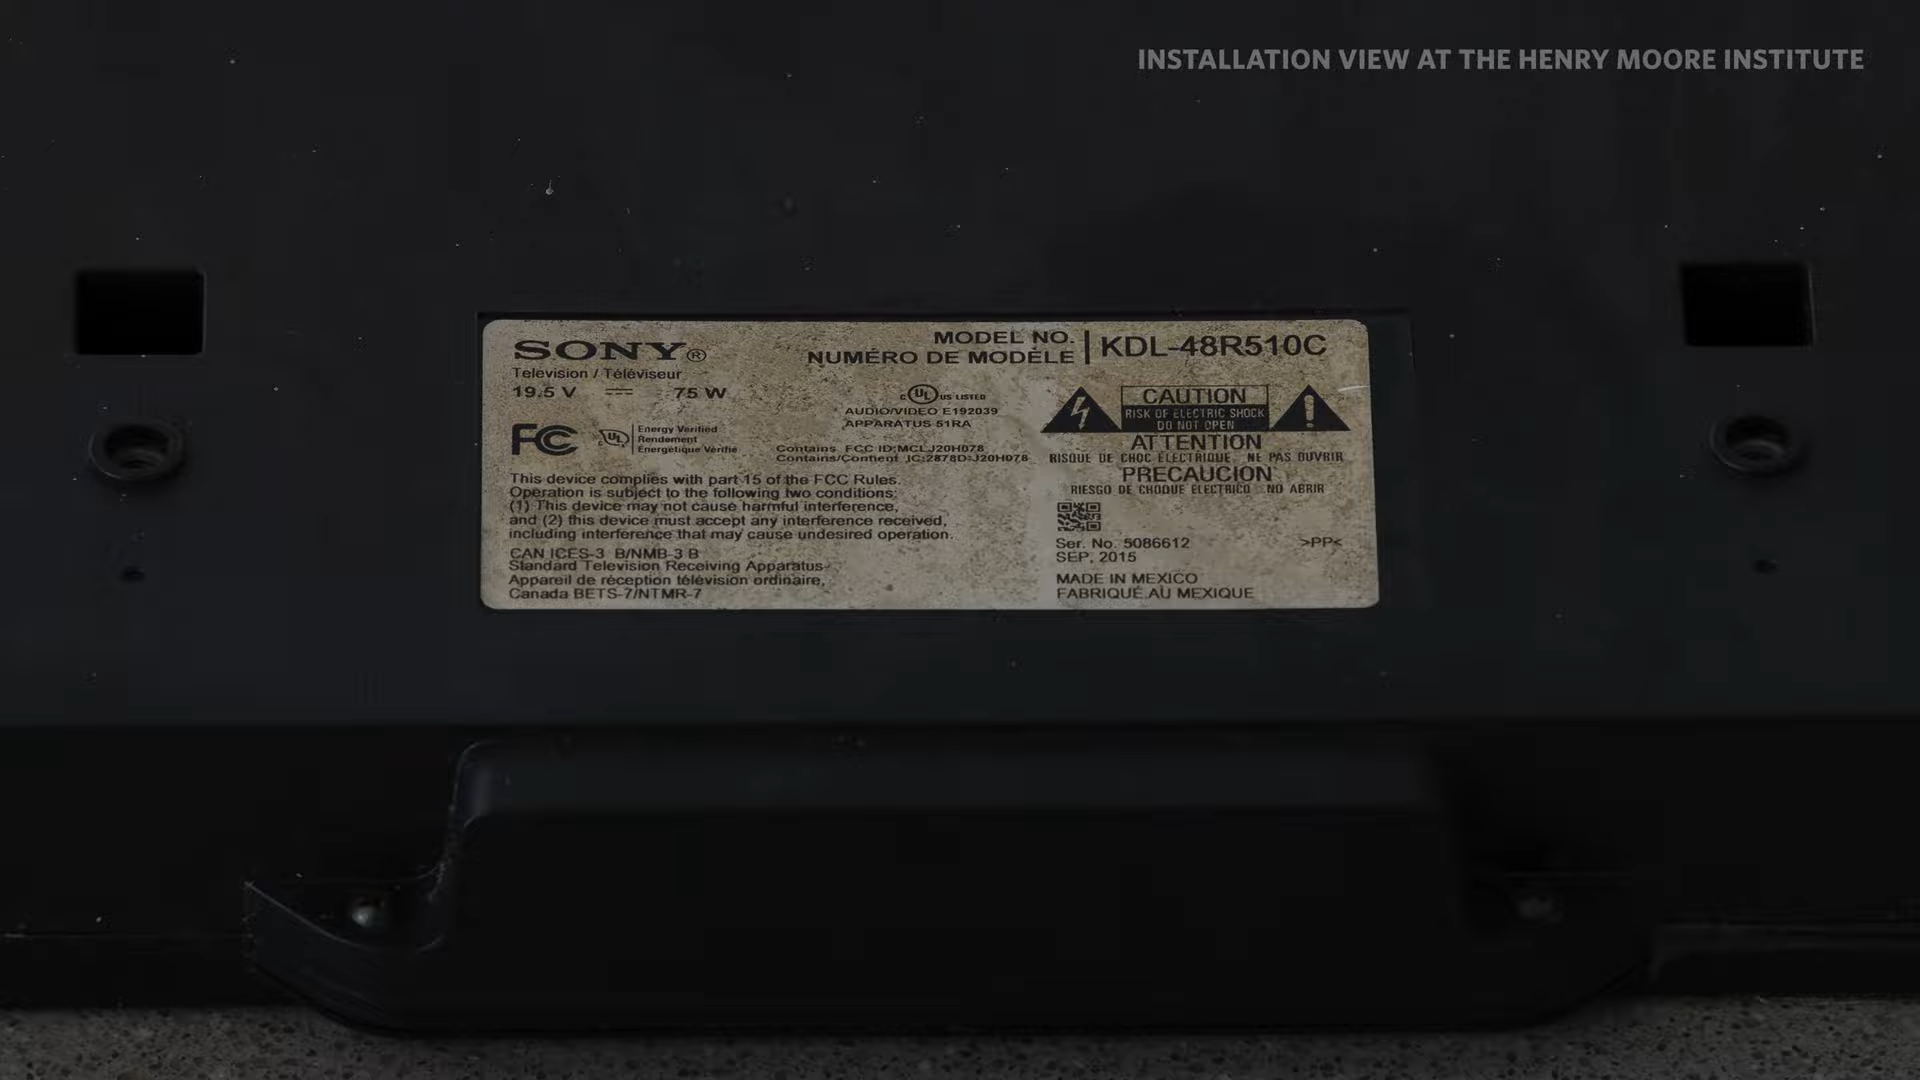 INSTALLATION VIEW AT THE HENRY MOORE INSTITUTE
SONY®
Television / Téléviseur
19.5 V 75 W
MODEL NO.
NUMÉRO DE MODÈLE
KDL-48R510C
FC
Energy Verified
Rendement
Énergétique Vérifié
C UL US LISTED
AUDIO/VIDEO E192039
APPARATUS 51RA
Contains FCC ID:MCLJ20H078
Contains/Contient IC:2878D-J20H078
This device complies with part 15 of the FCC Rules.
Operation is subject to the following two conditions:
(1) This device may not cause harmful interference,
and (2) this device must accept any interference received,
including interference that may cause undesired operation.
CAN ICES-3 B/NMB-3 B
Standard Television Receiving Apparatus-
Appareil de réception télévision ordinaire,
Canada BETS-7/NTMR-7
CAUTION
RISK OF ELECTRIC SHOCK
DO NOT OPEN
ATTENTION
RISQUE DE CHOC ÉLECTRIQUE NE PAS OUVRIR
PRECAUCION
RIESGO DE CHOQUE ELECTRICO NO ABRIR
Ser. No. 5086612
SEP, 2015
>PP<
MADE IN MEXICO
FABRIQUÉ AU MEXIQUE